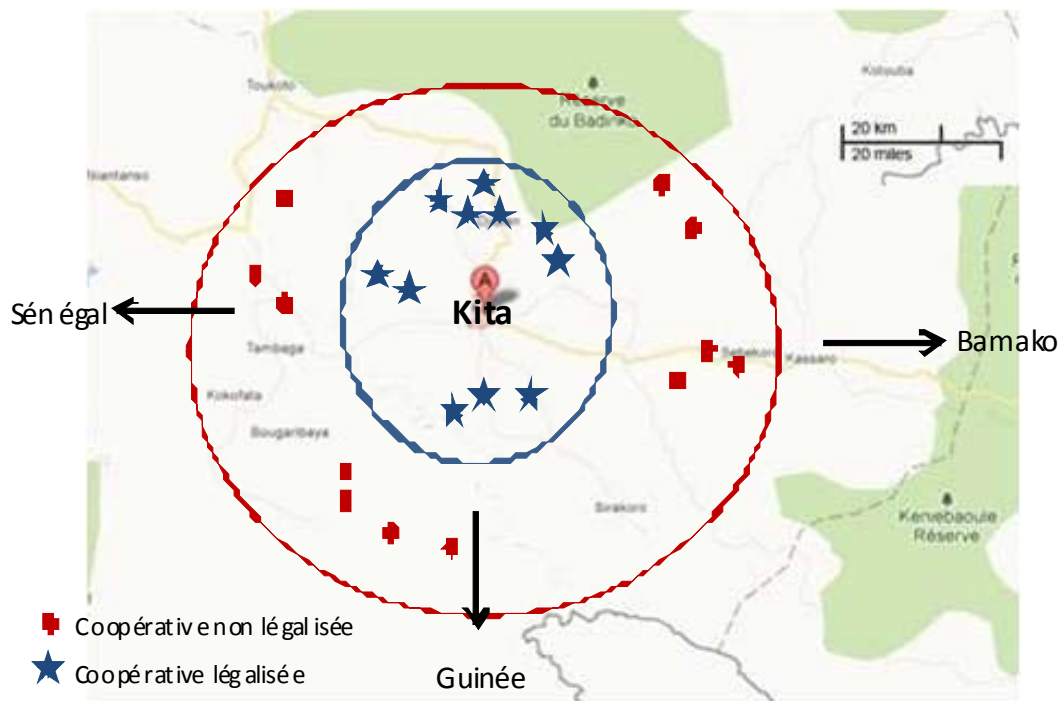 Toukoto
Kolouba
Réserve
du Badinko
20 km
20 miles
Niantanso
A
Kita
Sénégal
Bamako
Tambaga
Sebekoro
Kassaro
Kokofata
Bougaribaya
Sirakoro
Keniebaoule
Réserve
Coopérative non légalisée
Coopérative légalisée
Guinée